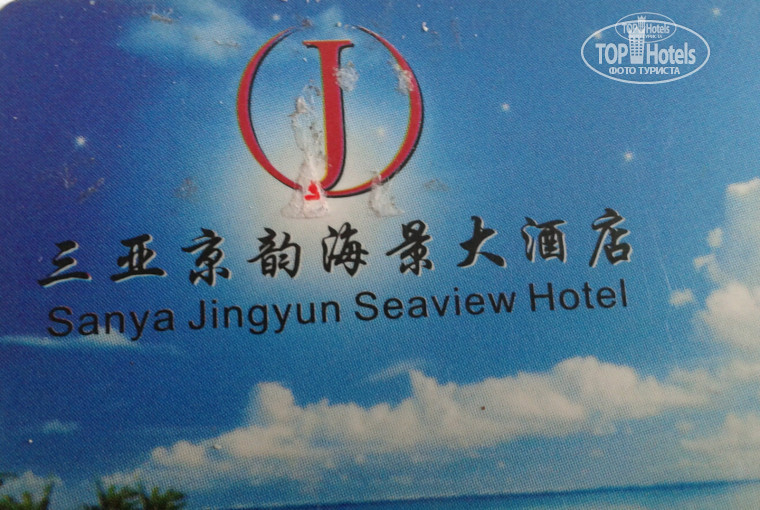 TOP Hotels
ФОТО ТУРИСТА
J
三亚京韵海景大酒店
Sanya Jingyun Seaview Hotel